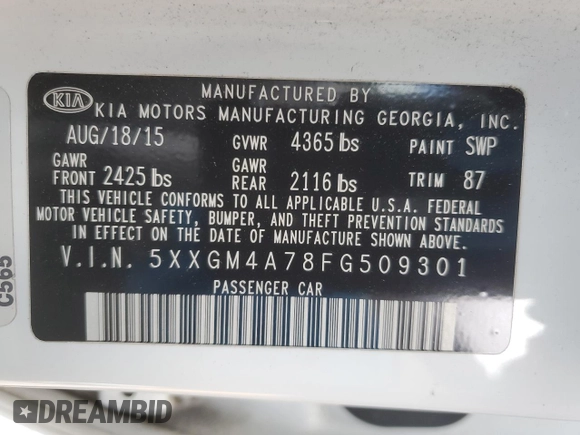 KIA
MANUFACTURED BY
KIA MOTORS MANUFACTURING GEORGIA, INC.
AUG/18/15 GVWR 4365 lbs PAINT SWP
GAWR FRONT 2425 lbs GAWR REAR 2116 lbs TRIM 87
THIS VEHICLE CONFORMS TO ALL APPLICABLE U.S.A. FEDERAL
MOTOR VEHICLE SAFETY, BUMPER, AND THEFT PREVENTION STANDARDS
IN EFFECT ON THE DATE OF MANUFACTURE SHOWN ABOVE.
V.I.N. 5XXGM4A78FG509301
PASSENGER CAR
C565
DREAMBID